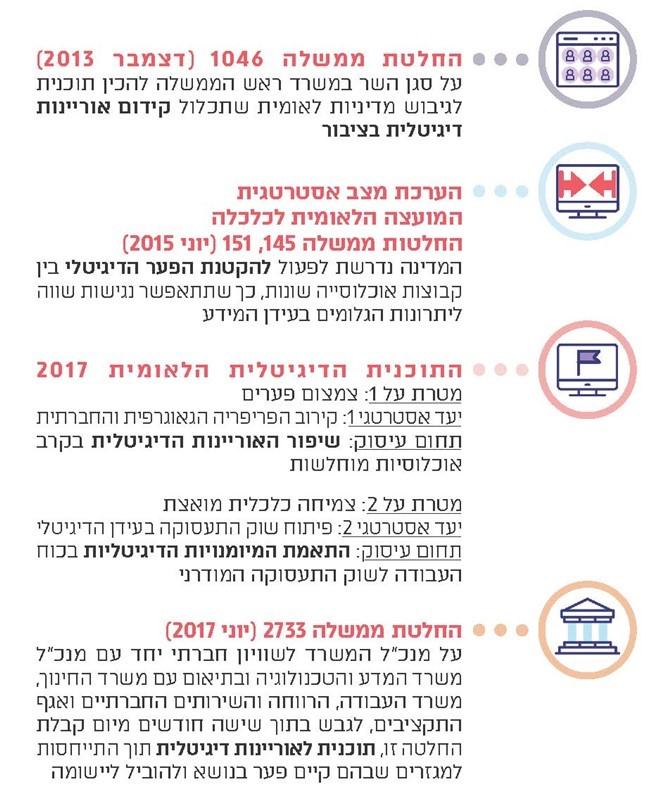 החלטת ממשלה 1046 (דצמבר 2013)
על סגן השר במשרד ראש הממשלה להכין תוכנית
לגיבוש מדיניות לאומית שתכלול קידום אוריינות
דיגיטלית בציבור
הערכת מצב אסטרטגית
המועצה הלאומית לכלכלה
החלטות ממשלה 145, 151 (יוני 2015)
המדינה נדרשת לפעול להקטנת הפער הדיגיטלי בין
קבוצות אוכלוסייה שונות, כך שתתאפשר נגישות שווה
ליתרונות הגלומים בעידן המידע
התוכנית הדיגיטלית הלאומית 2017
מטרת על 1: צמצום פערים
יעד אסטרטגי 1: קירוב הפריפריה הגאוגרפית והחברתית
תחום עיסוק: שיפור האוריינות הדיגיטלית בקרב
אוכלוסיות מוחלשות
מטרת על 2: צמיחה כלכלית מואצת
יעד אסטרטגי 2: פיתוח שוק התעסוקה בעידן הדיגיטלי
תחום עיסוק: התאמת המיומנויות הדיגיטליות בכוח
העבודה לשוק התעסוקה המודרני
החלטת ממשלה 2733 (יוני 2017)
על מנכ"ל המשרד לשוויון חברתי יחד עם מנכ"ל
משרד המדע והטכנולוגיה ובתיאום עם משרד החינוך,
משרד העבודה, הרווחה והשירותים החברתיים ואגף
התקציבים, לגבש בתוך שישה חודשים מיום קבלת
החלטה זו, תוכנית לאוריינות דיגיטלית תוך התייחסות
למגזרים שבהם קיים פער בנושא ולהוביל ליישומה